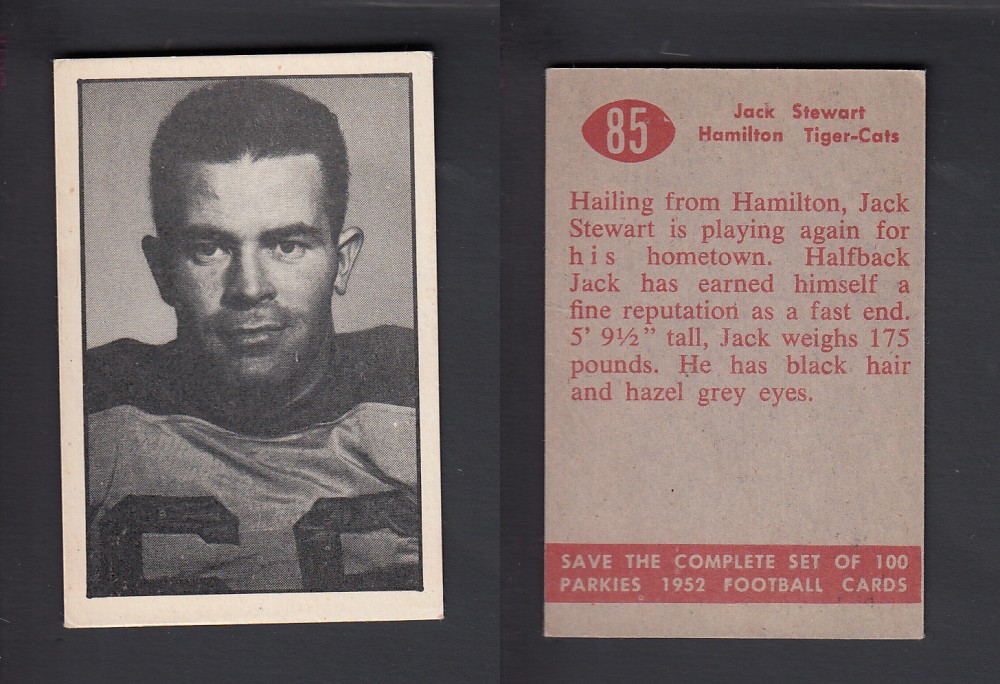 85
Jack Stewart
Hamilton Tiger-Cats
Hailing from Hamilton, Jack
Stewart is playing again for
his hometown. Halfback
Jack has earned himself a
fine reputation as a fast end.
5' 9½" tall, Jack weighs 175
pounds. He has black hair
and hazel grey eyes.
SAVE THE COMPLETE SET OF 100
PARKIES 1952 FOOTBALL CARDS